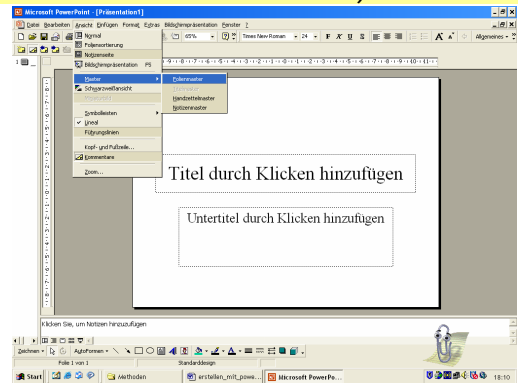 Microsoft PowerPoint - [Präsentation1]
Datei Bearbeiten Ansicht Einfügen Format Extras Bildschirmpräsentation Fenster ?
65% Times New Roman 24 F K U S Allgemeines
Normal
Foliensortierung
Notizenseite
Bildschirmpräsentation F5
Master
Folienmaster
Schwarzweißansicht
Handzettelmaster
Notizenmaster
Symbolleisten
Lineal
Führungslinien
Kopf- und Fußzeile...
Kommentare
Zoom...
Titel durch Klicken hinzufügen
Untertitel durch Klicken hinzufügen
Klicken Sie, um Notizen hinzuzufügen
Zeichnen AutoFormen
Folie 1 von 1 Standarddesign
Start Methoden erstellen_mit_powe... Microsoft PowerPo... 18:10